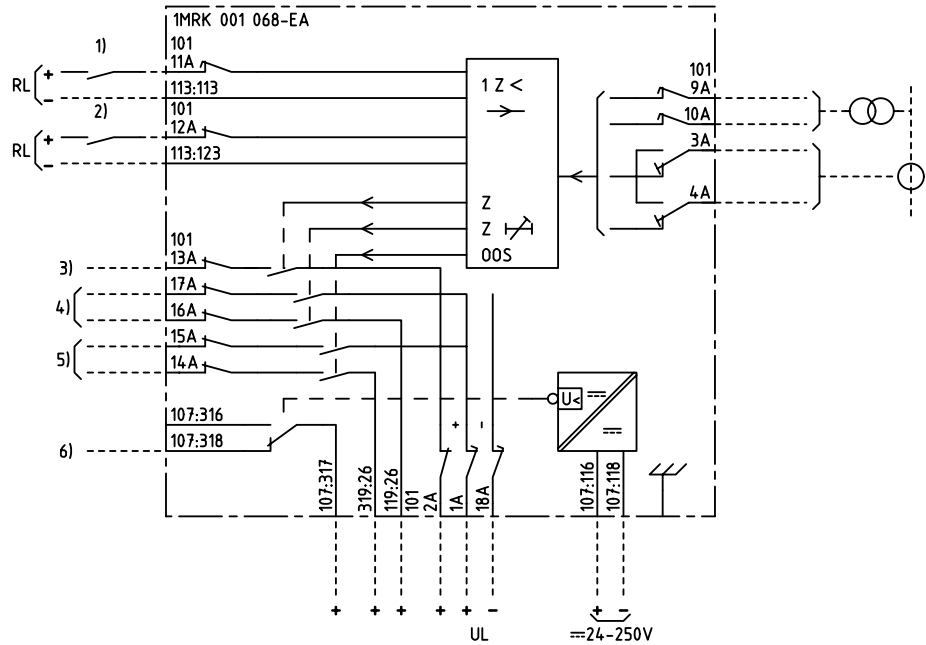 1MRK 001 068-EA
1)
101
11A
RL + −
113:113
2)
101
12A
RL + −
113:123
1 Z <
101
9A
10A
3A
4A
Z
Z
OOS
101
3) 13A
17A
4)
16A
15A
5)
14A
U<
107:316
107:318
6)
+ −
107:317
319:26
119:26
101
2A
1A
18A
107:116
107:118
+ + + + + − + −
UL
24-250V